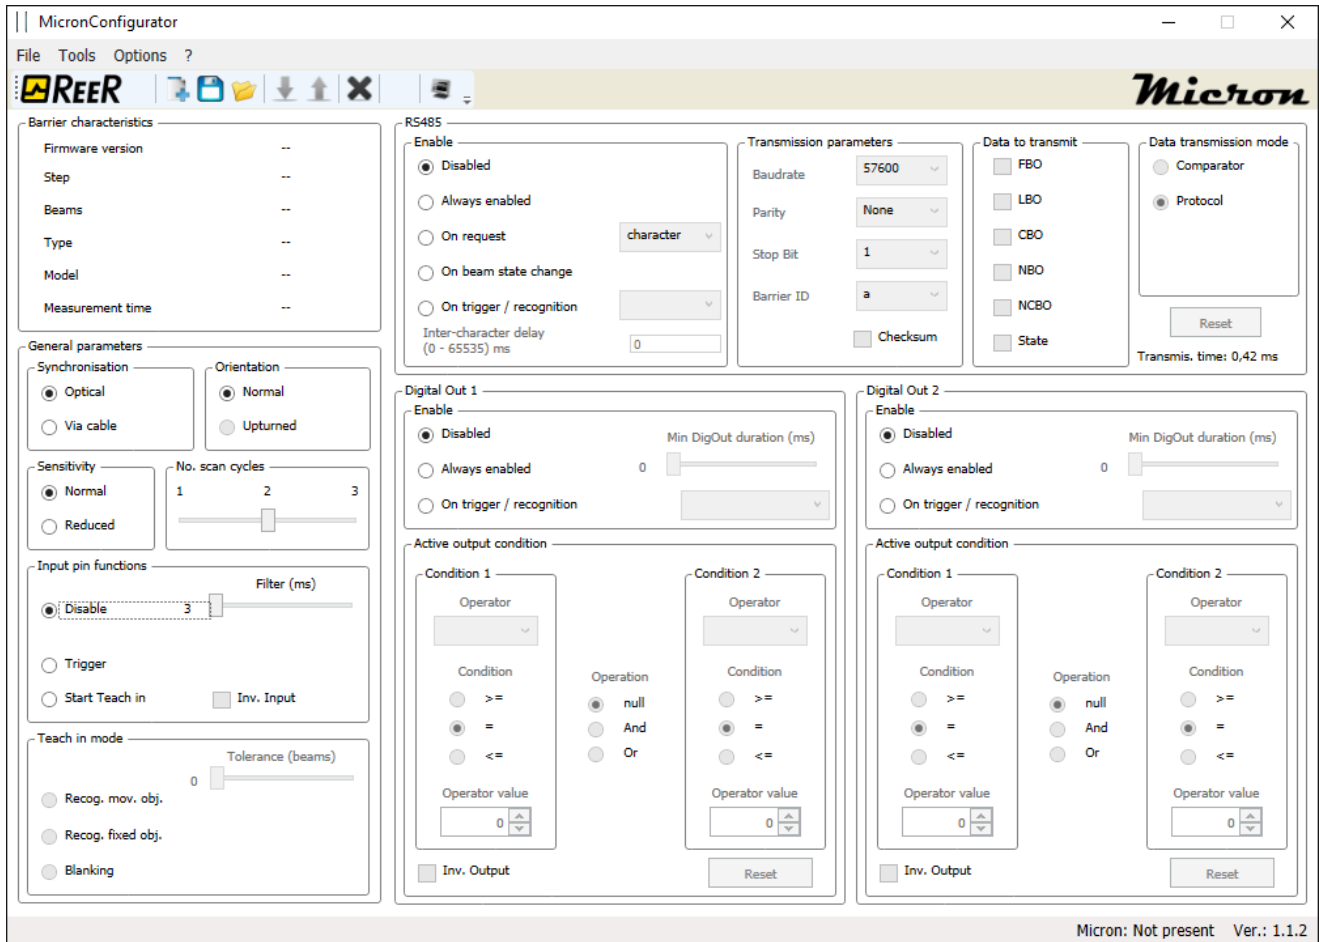 MicronConfigurator
File Tools Options ?
REER
Micron
Barrier characteristics
Firmware version --
Step --
Beams --
Type --
Model --
Measurement time --
General parameters
Synchronisation
Optical
Via cable
Orientation
Normal
Upturned
Sensitivity
Normal
Reduced
No. scan cycles
1 2 3
Input pin functions
Filter (ms)
Disable 3
Trigger
Start Teach in Inv. Input
Teach in mode
Tolerance (beams)
0
Recog. mov. obj.
Recog. fixed obj.
Blanking
RS485
Enable
Disabled
Always enabled
On request character
On beam state change
On trigger / recognition
Inter-character delay
(0 - 65535) ms 0
Transmission parameters
Baudrate 57600
Parity None
Stop Bit 1
Barrier ID a
Checksum
Data to transmit
FBO
LBO
CBO
NBO
NCBO
State
Data transmission mode
Comparator
Protocol
Reset
Transmis. time: 0,42 ms
Digital Out 1
Enable
Disabled
Min DigOut duration (ms)
Always enabled 0
On trigger / recognition
Active output condition
Condition 1
Operator
Condition
>=
=
<=
Operator value
0
Operation
null
And
Or
Condition 2
Operator
Condition
>=
=
<=
Operator value
0
Inv. Output
Reset
Digital Out 2
Enable
Disabled
Min DigOut duration (ms)
Always enabled 0
On trigger / recognition
Active output condition
Condition 1
Operator
Condition
>=
=
<=
Operator value
0
Operation
null
And
Or
Condition 2
Operator
Condition
>=
=
<=
Operator value
0
Inv. Output
Reset
Micron: Not present Ver.: 1.1.2